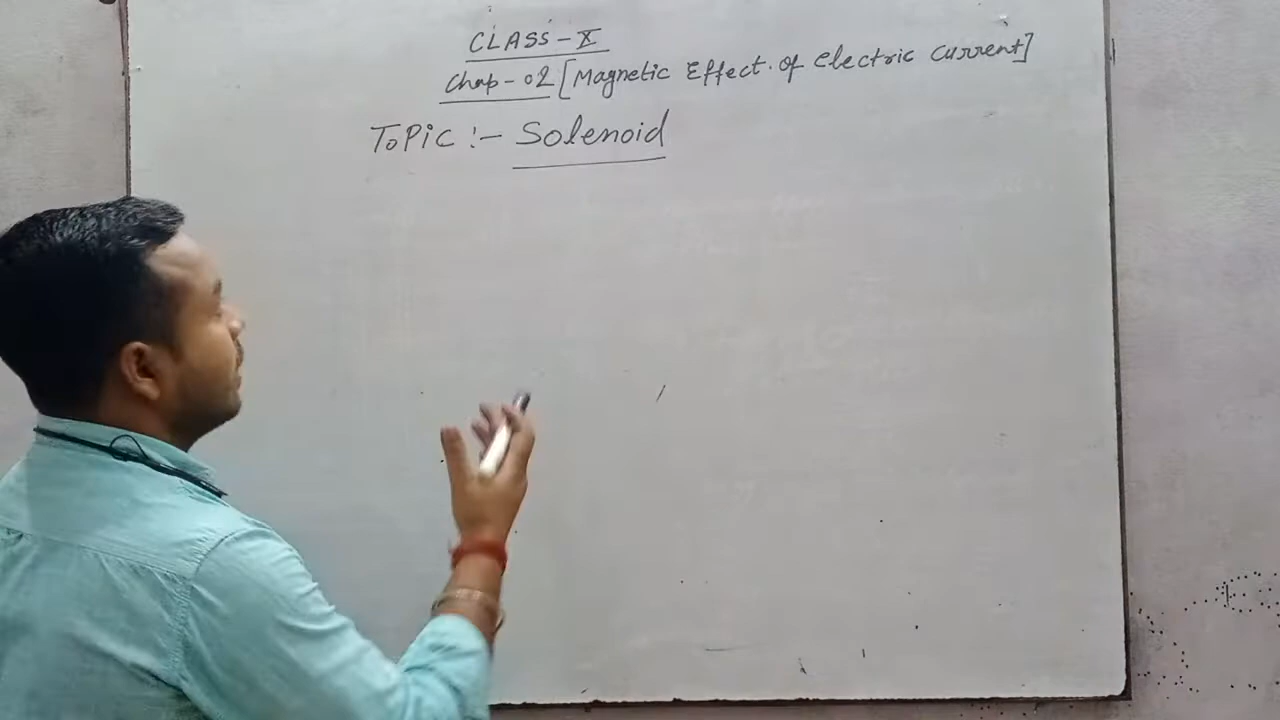 CLASS - X
Chap - 02 [Magnetic Effect of Electric Current]
ToPiC :- Solenoid